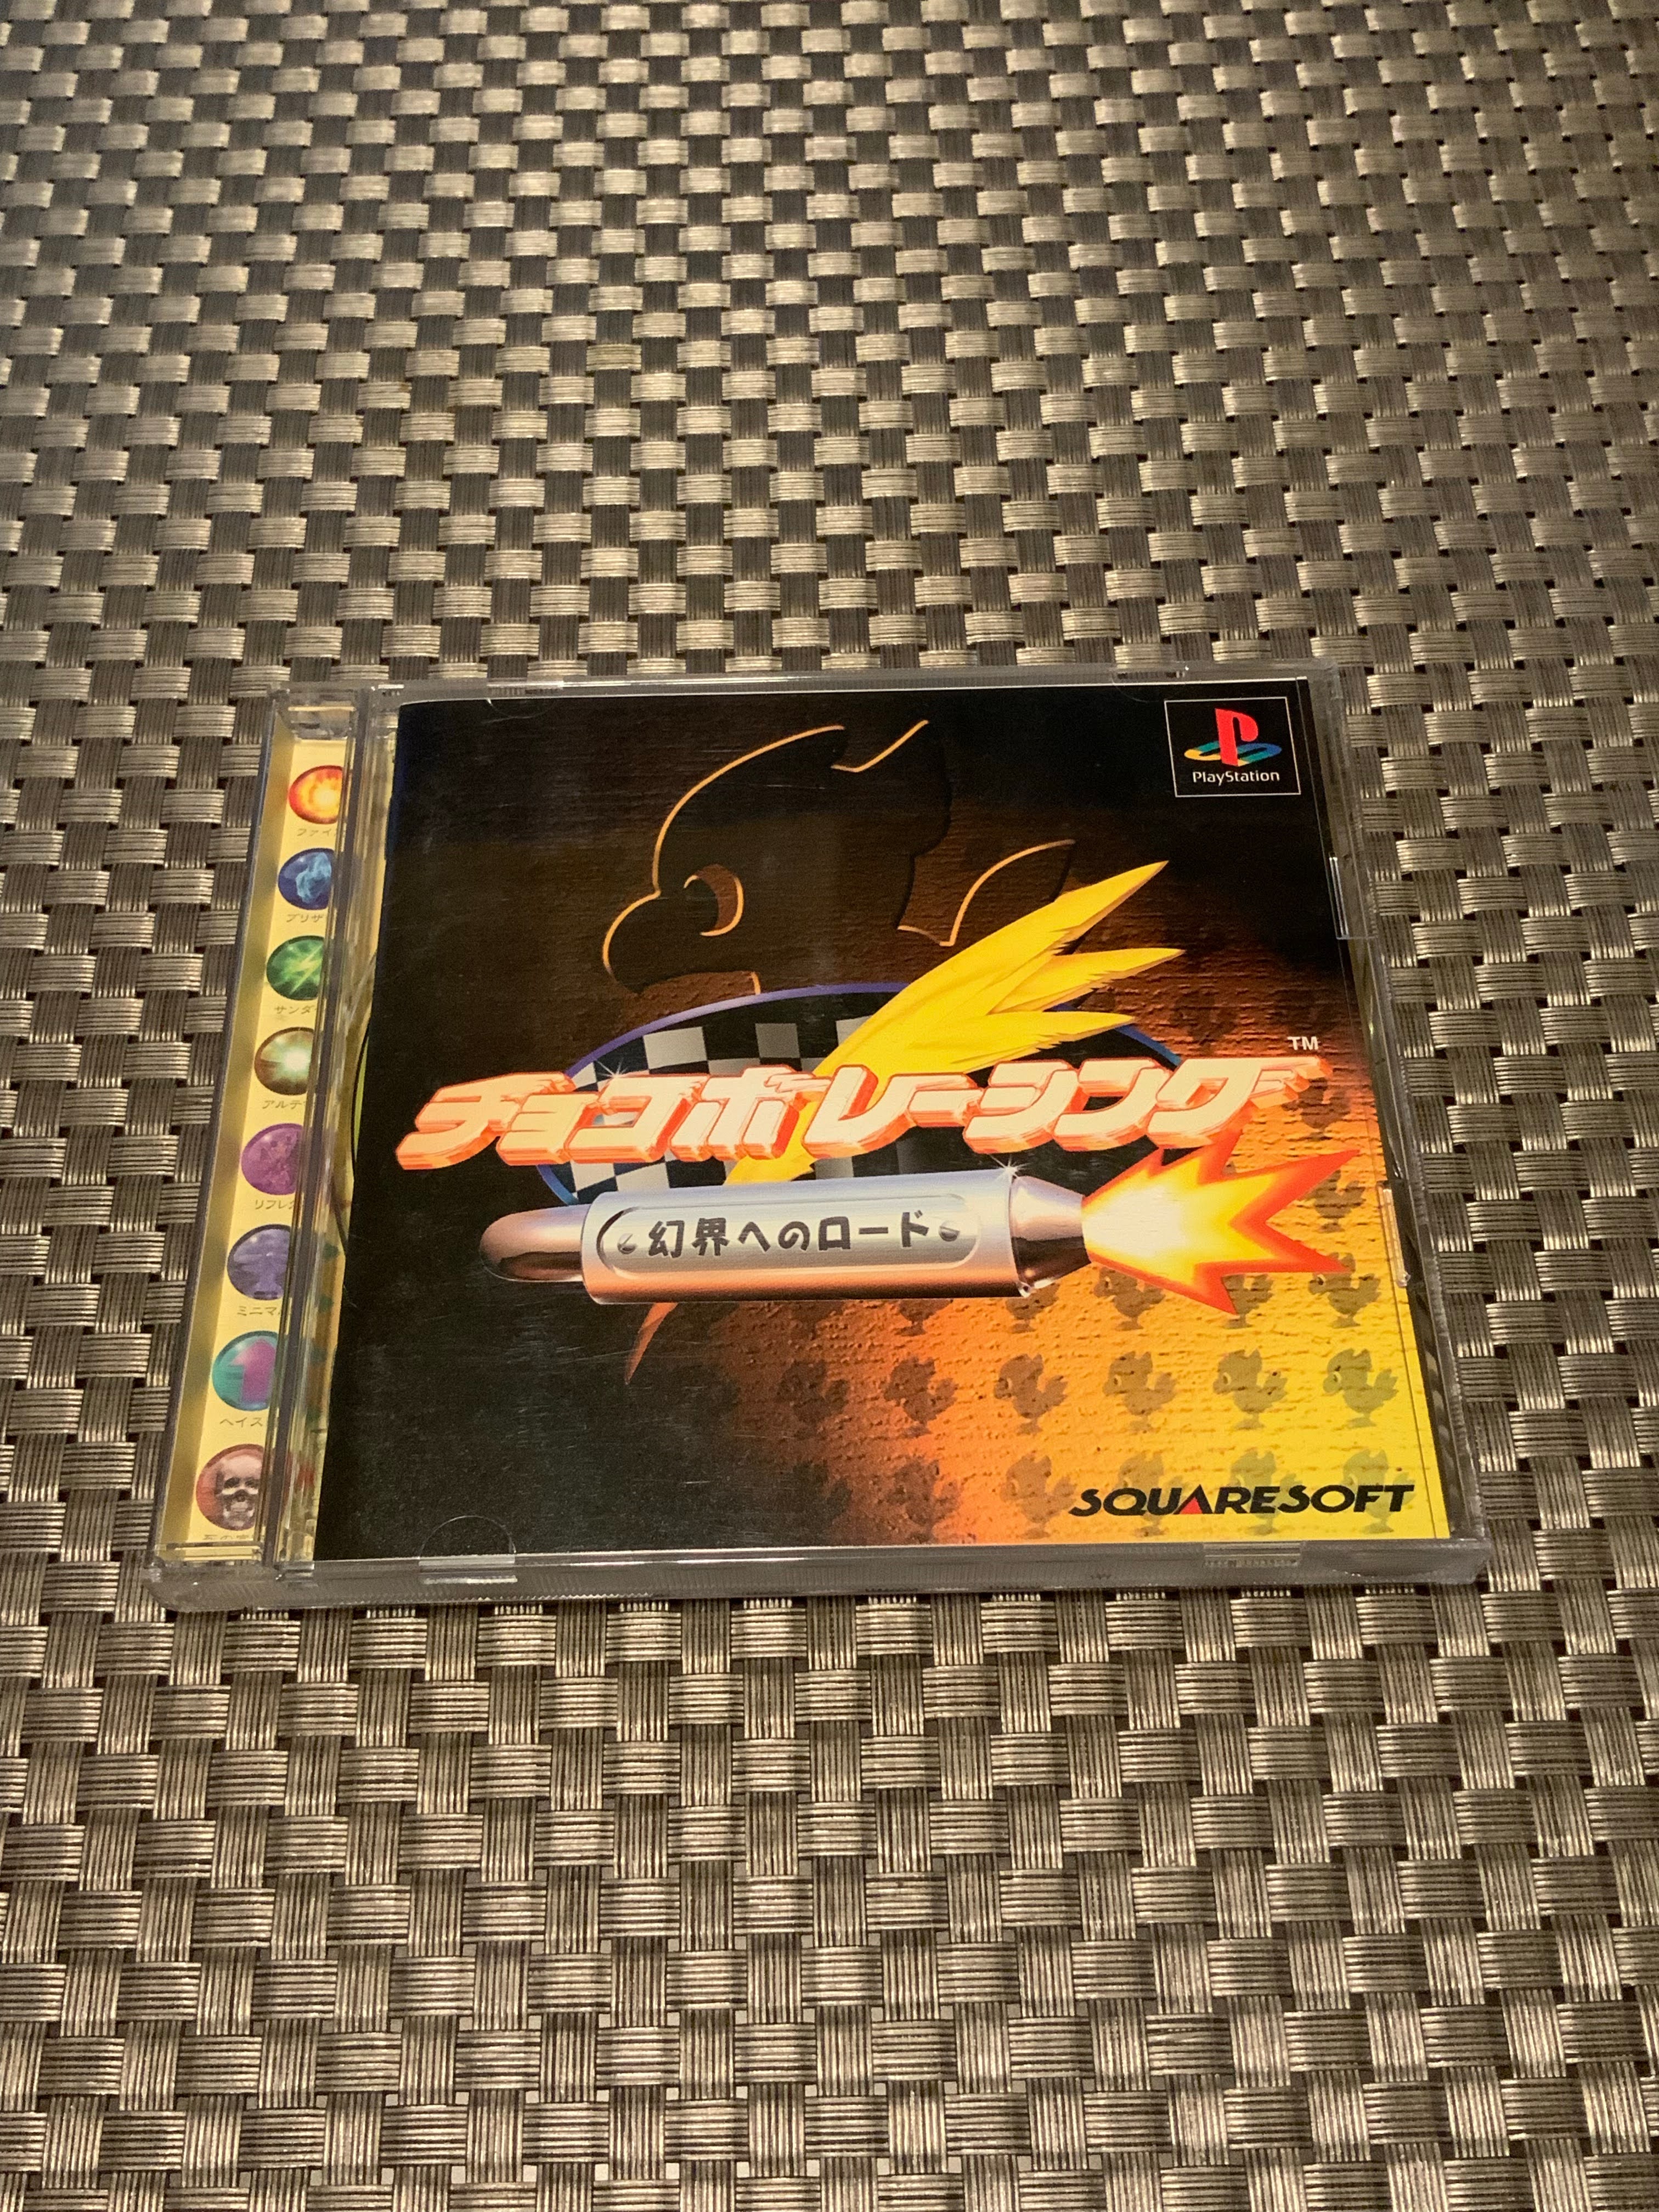 PlayStation
チョコボレーシング
TM
幻界へのロード
SQUARESOFT
ファイ
ブリザ
サンダ
アルテ
リフレ
ミニマ
ヘイス